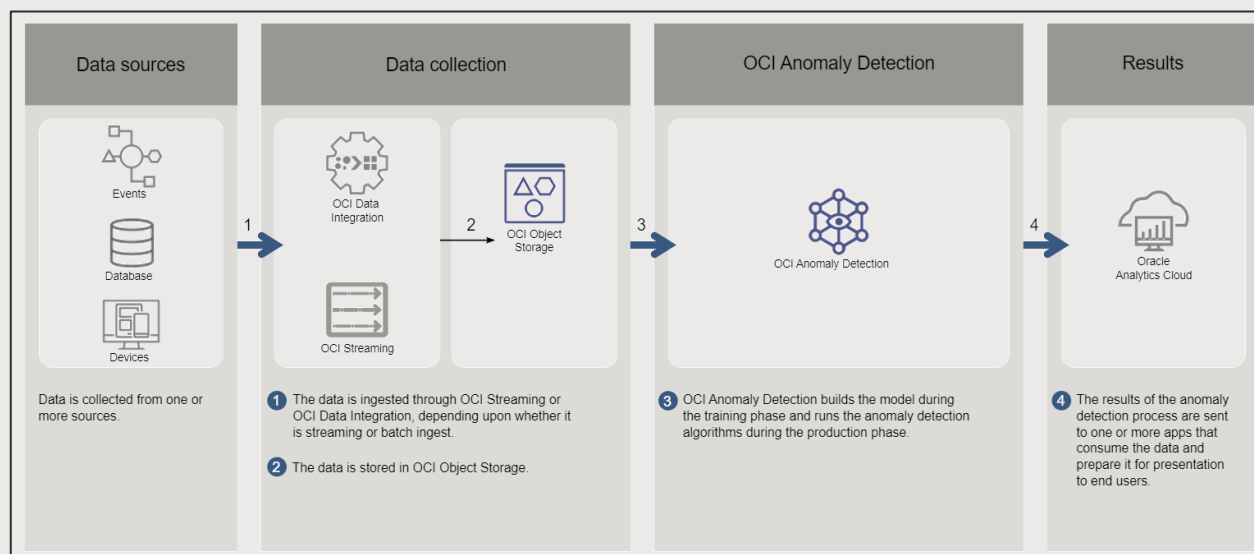 Data sources
Data collection
OCI Anomaly Detection
Results
Events
Database
Devices
1
OCI Data
Integration
OCI Streaming
2
OCI Object
Storage
3
OCI Anomaly Detection
4
Oracle
Analytics Cloud
Data is collected from one or
more sources.
1 The data is ingested through OCI Streaming or
OCI Data Integration, depending upon whether it
is streaming or batch ingest.
2 The data is stored in OCI Object Storage.
3 OCI Anomaly Detection builds the model during
the training phase and runs the anomaly detection
algorithms during the production phase.
4 The results of the anomaly
detection process are sent
to one or more apps that
consume the data and
prepare it for presentation
to end users.